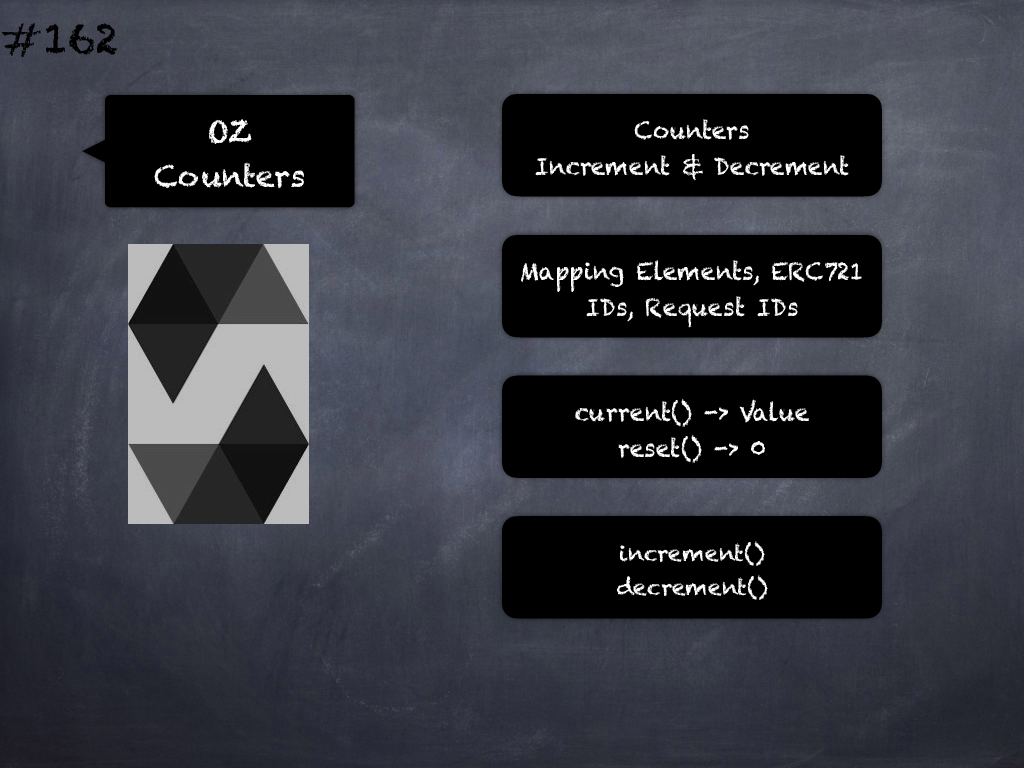 #162
OZ
Counters
Counters
Increment & Decrement
Mapping Elements, ERC721
IDs, Request IDs
current() -> Value
reset() -> 0
increment()
decrement()